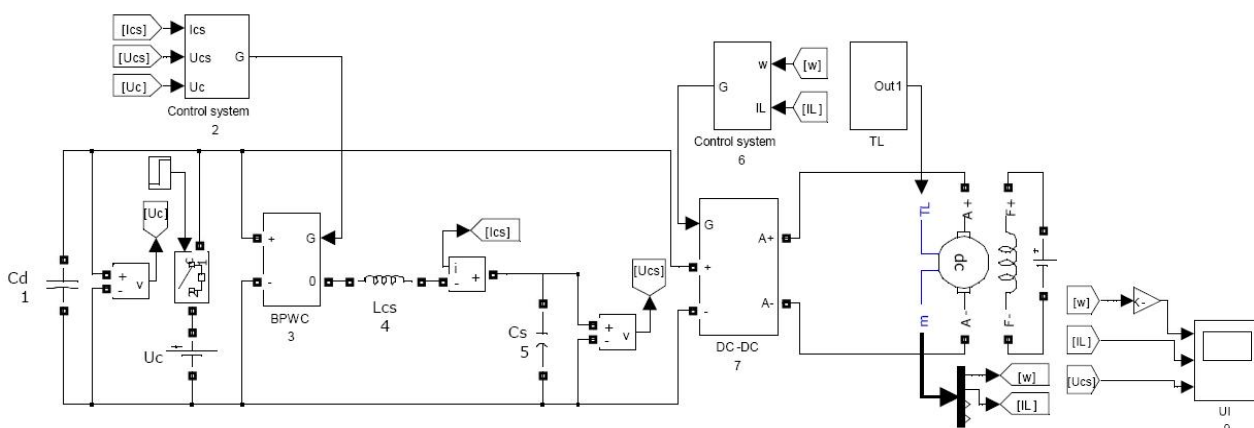 [Ics]
[Ucs]
[Uc]
Ics
Ucs
Uc
G
Control system
2
[w]
[IL]
w
IL
G
Control system
6
Out1
TL
[Uc]
+
-
v
Cd
1
Uc
+
-
G
0
BPWC
3
Lcs
4
[Ics]
i
-
+
Cs
5
[Ucs]
+
-
v
G
+
-
A+
A-
DC-DC
7
TL
m
dc
A+
A-
F+
F-
[w]
[IL]
[w]
[IL]
[Ucs]
K-
UI